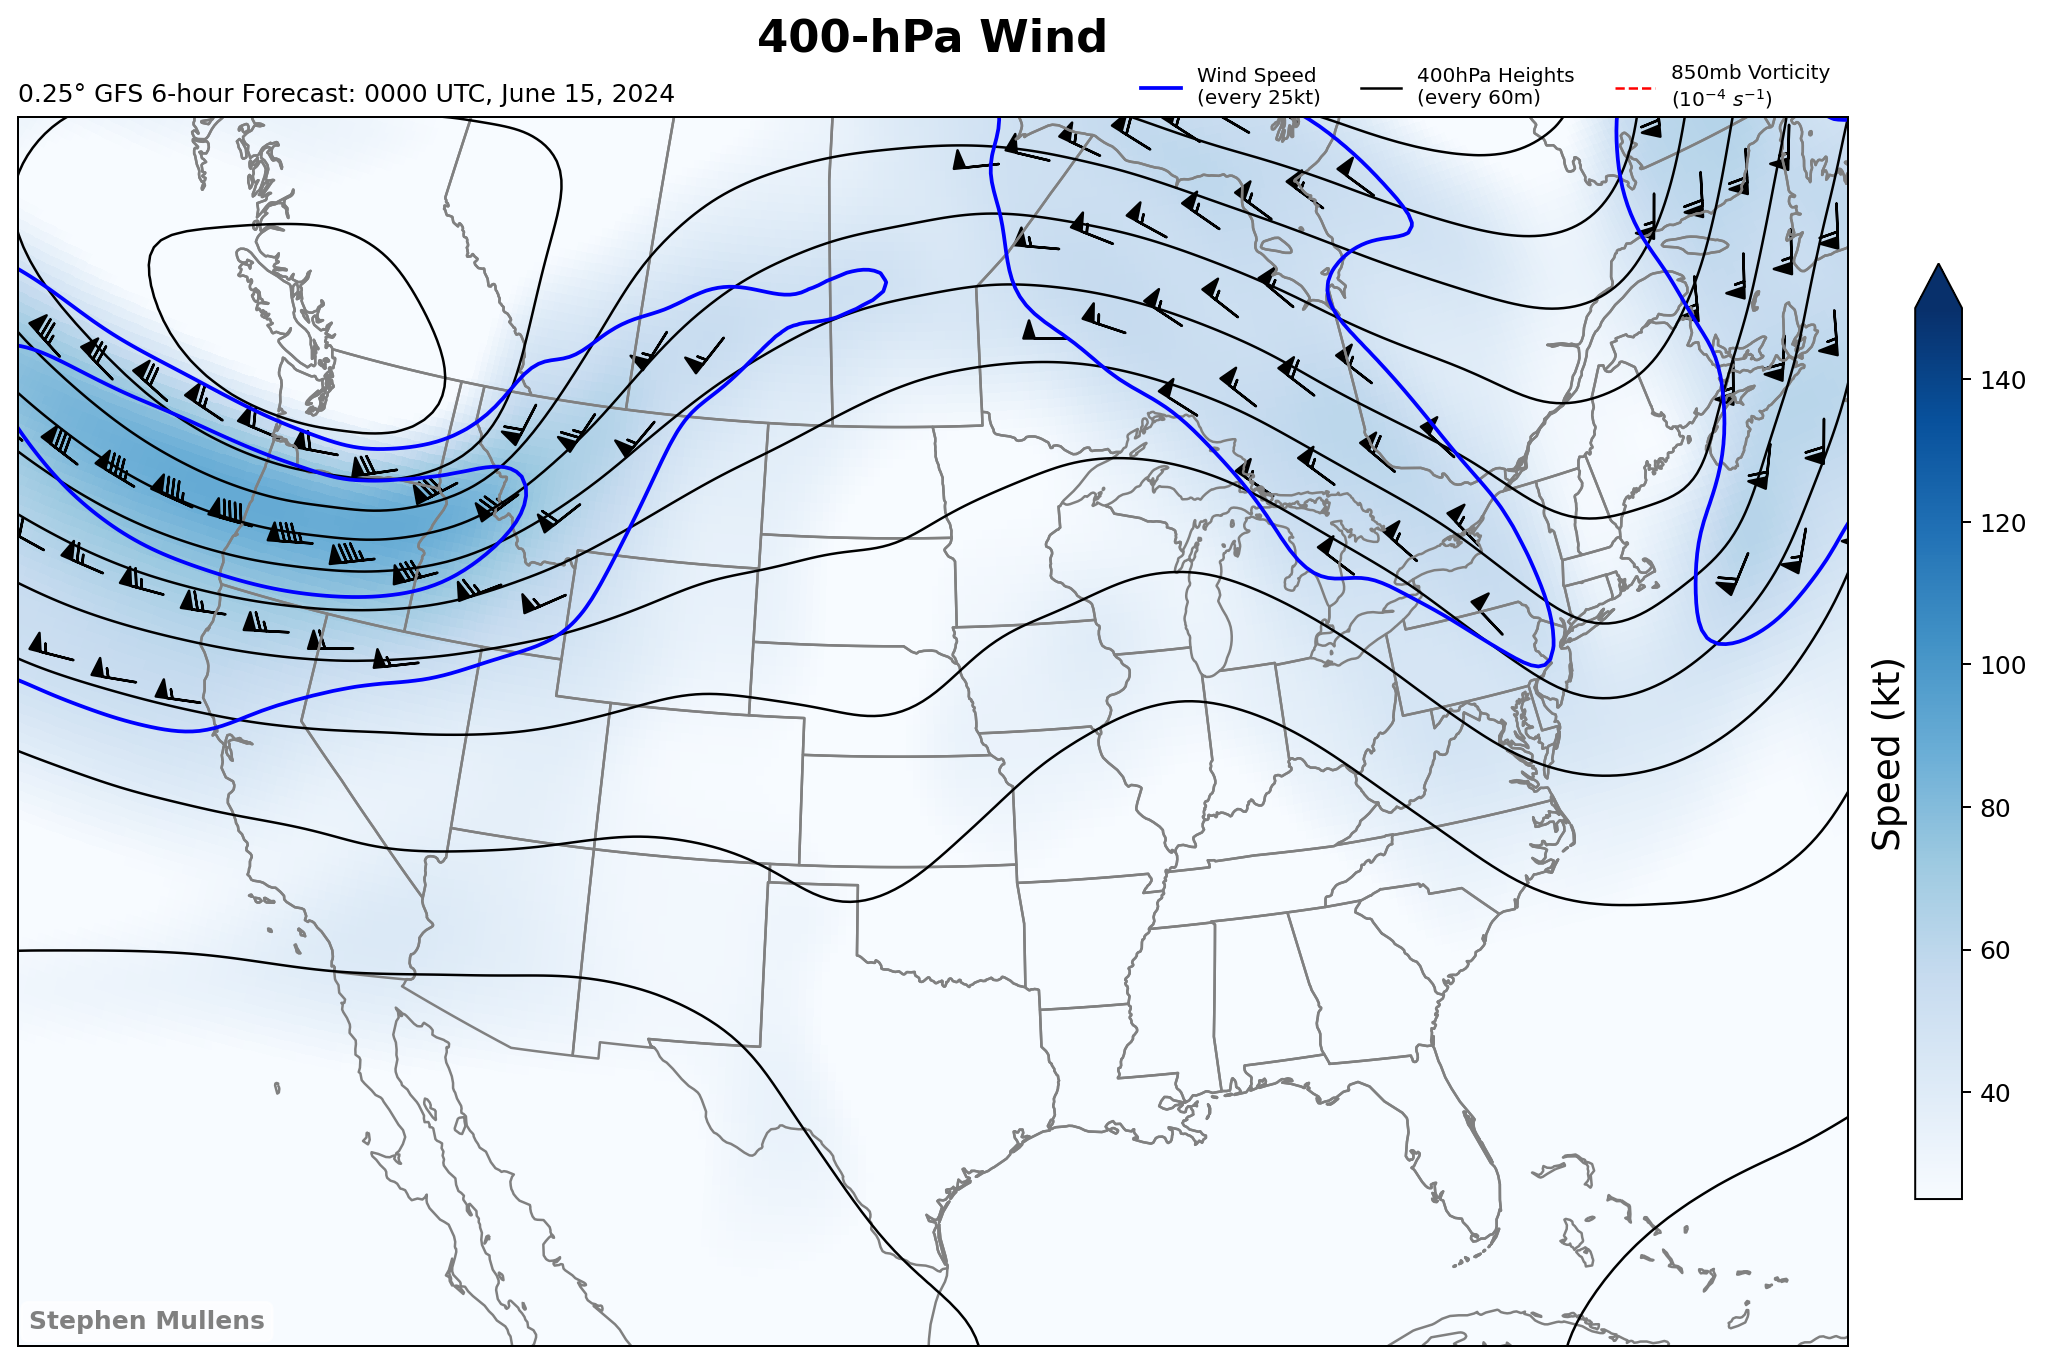 400-hPa Wind
0.25° GFS 6-hour Forecast: 0000 UTC, June 15, 2024
Wind Speed
(every 25kt)
400hPa Heights
(every 60m)
850mb Vorticity
(10⁻⁴ s⁻¹)
140
120
100
80
60
40
Speed (kt)
Stephen Mullens